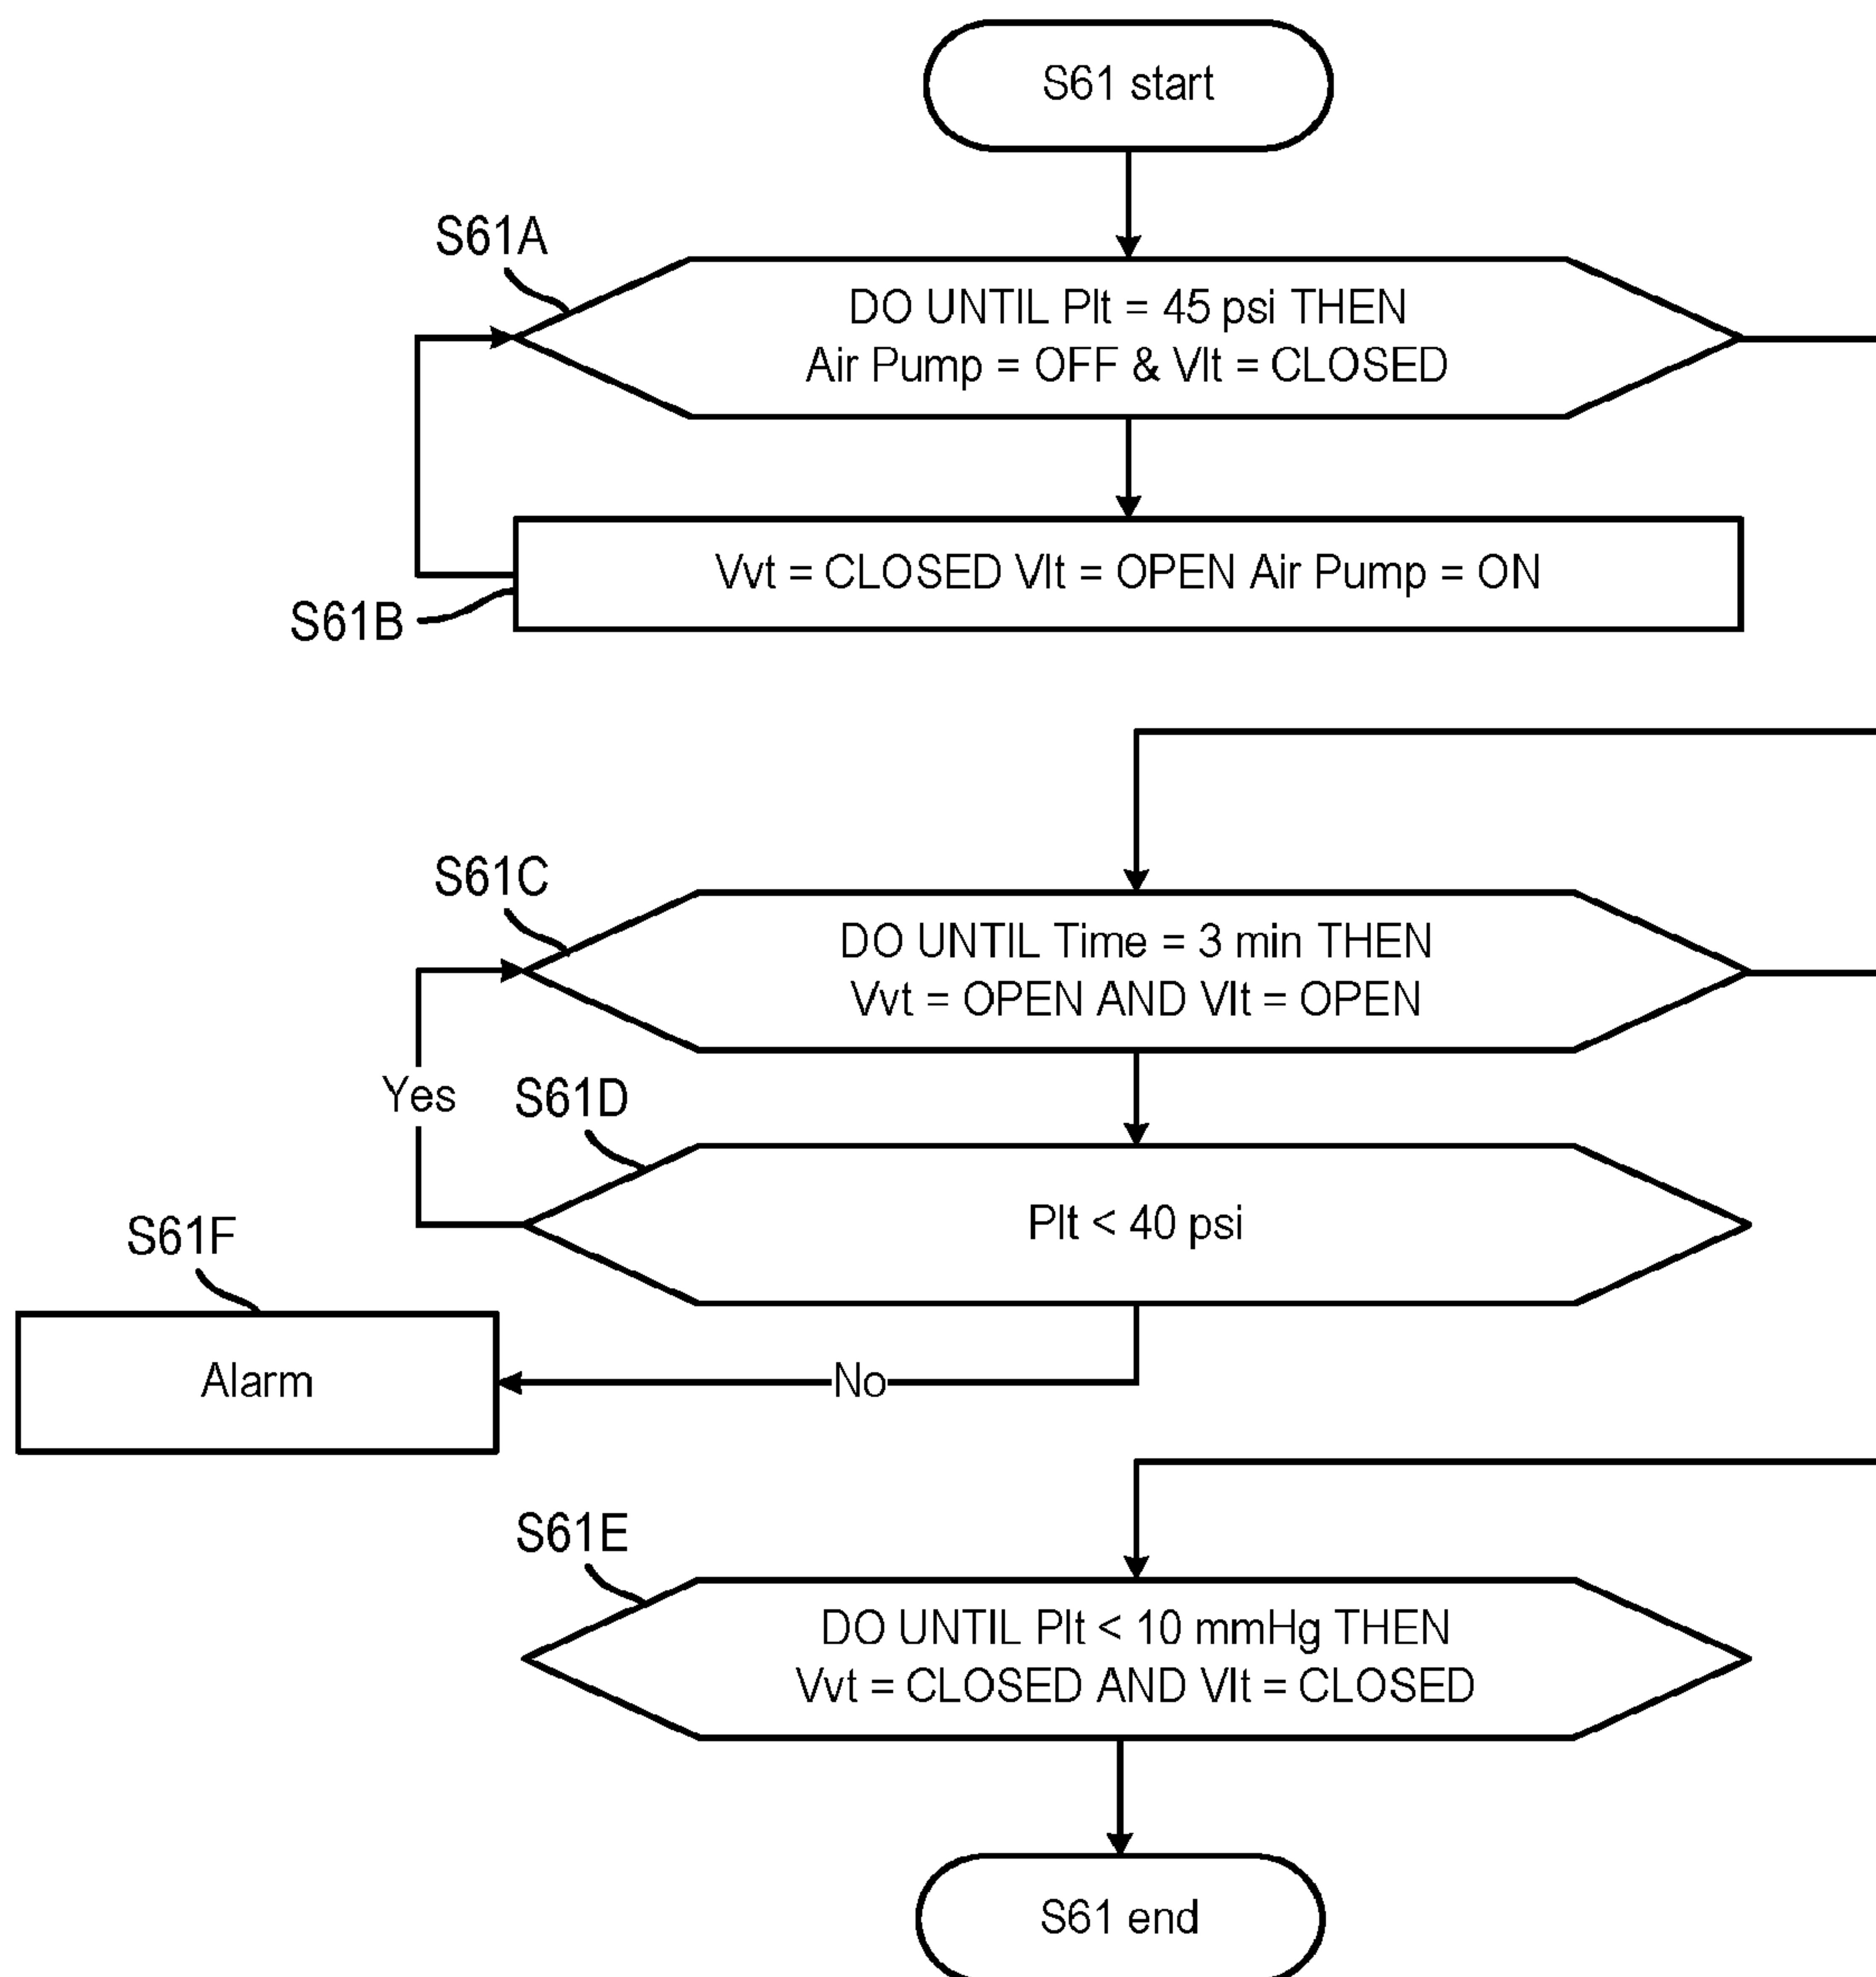 S61 start
S61A
DO UNTIL Plt = 45 psi THEN
Air Pump = OFF & Vlt = CLOSED
Vvt = CLOSED Vlt = OPEN Air Pump = ON
S61B
S61C
DO UNTIL Time = 3 min THEN
Vvt = OPEN AND Vlt = OPEN
Yes
S61D
Plt < 40 psi
S61F
Alarm
No
S61E
DO UNTIL Plt < 10 mmHg THEN
Vvt = CLOSED AND Vlt = CLOSED
S61 end